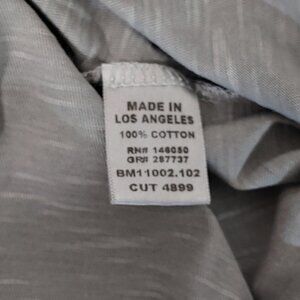 MADE IN
LOS ANGELES
100% COTTON
RN# 146050
GR# 287737
BM11002.102
CUT 4899